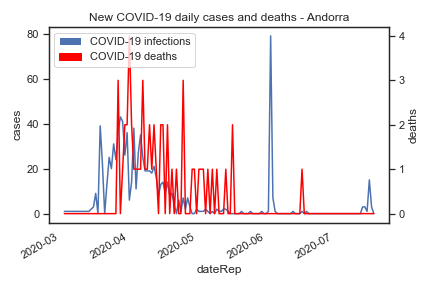 New COVID-19 daily cases and deaths - Andorra
COVID-19 infections
COVID-19 deaths
80
60
40
20
0
cases
4
3
2
1
0
deaths
2020-03
2020-04
2020-05
2020-06
2020-07
dateRep